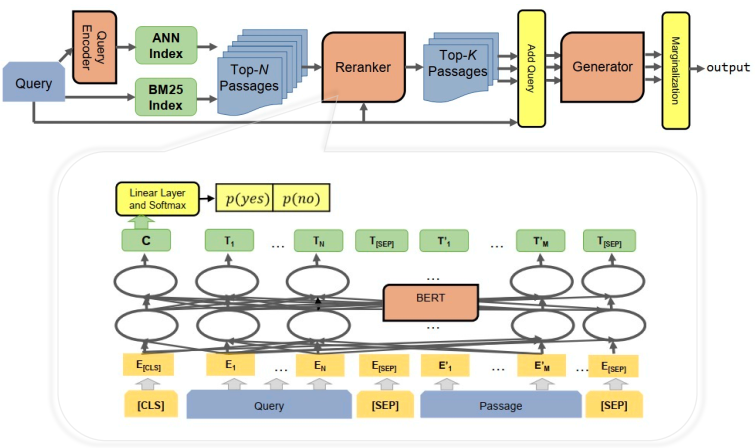 Query
Query
Encoder
ANN
Index
BM25
Index
Top-N
Passages
Reranker
Top-K
Passages
Add Query
Generator
Marginalization
output
Linear Layer
and Softmax
p(yes) p(no)
C T1 ... TN T[SEP] T'1 ... T'M T[SEP]
...
BERT
...
E[CLS] E1 ... EN E[SEP] E'1 ... E'M ... E[SEP]
[CLS] Query [SEP] Passage [SEP]